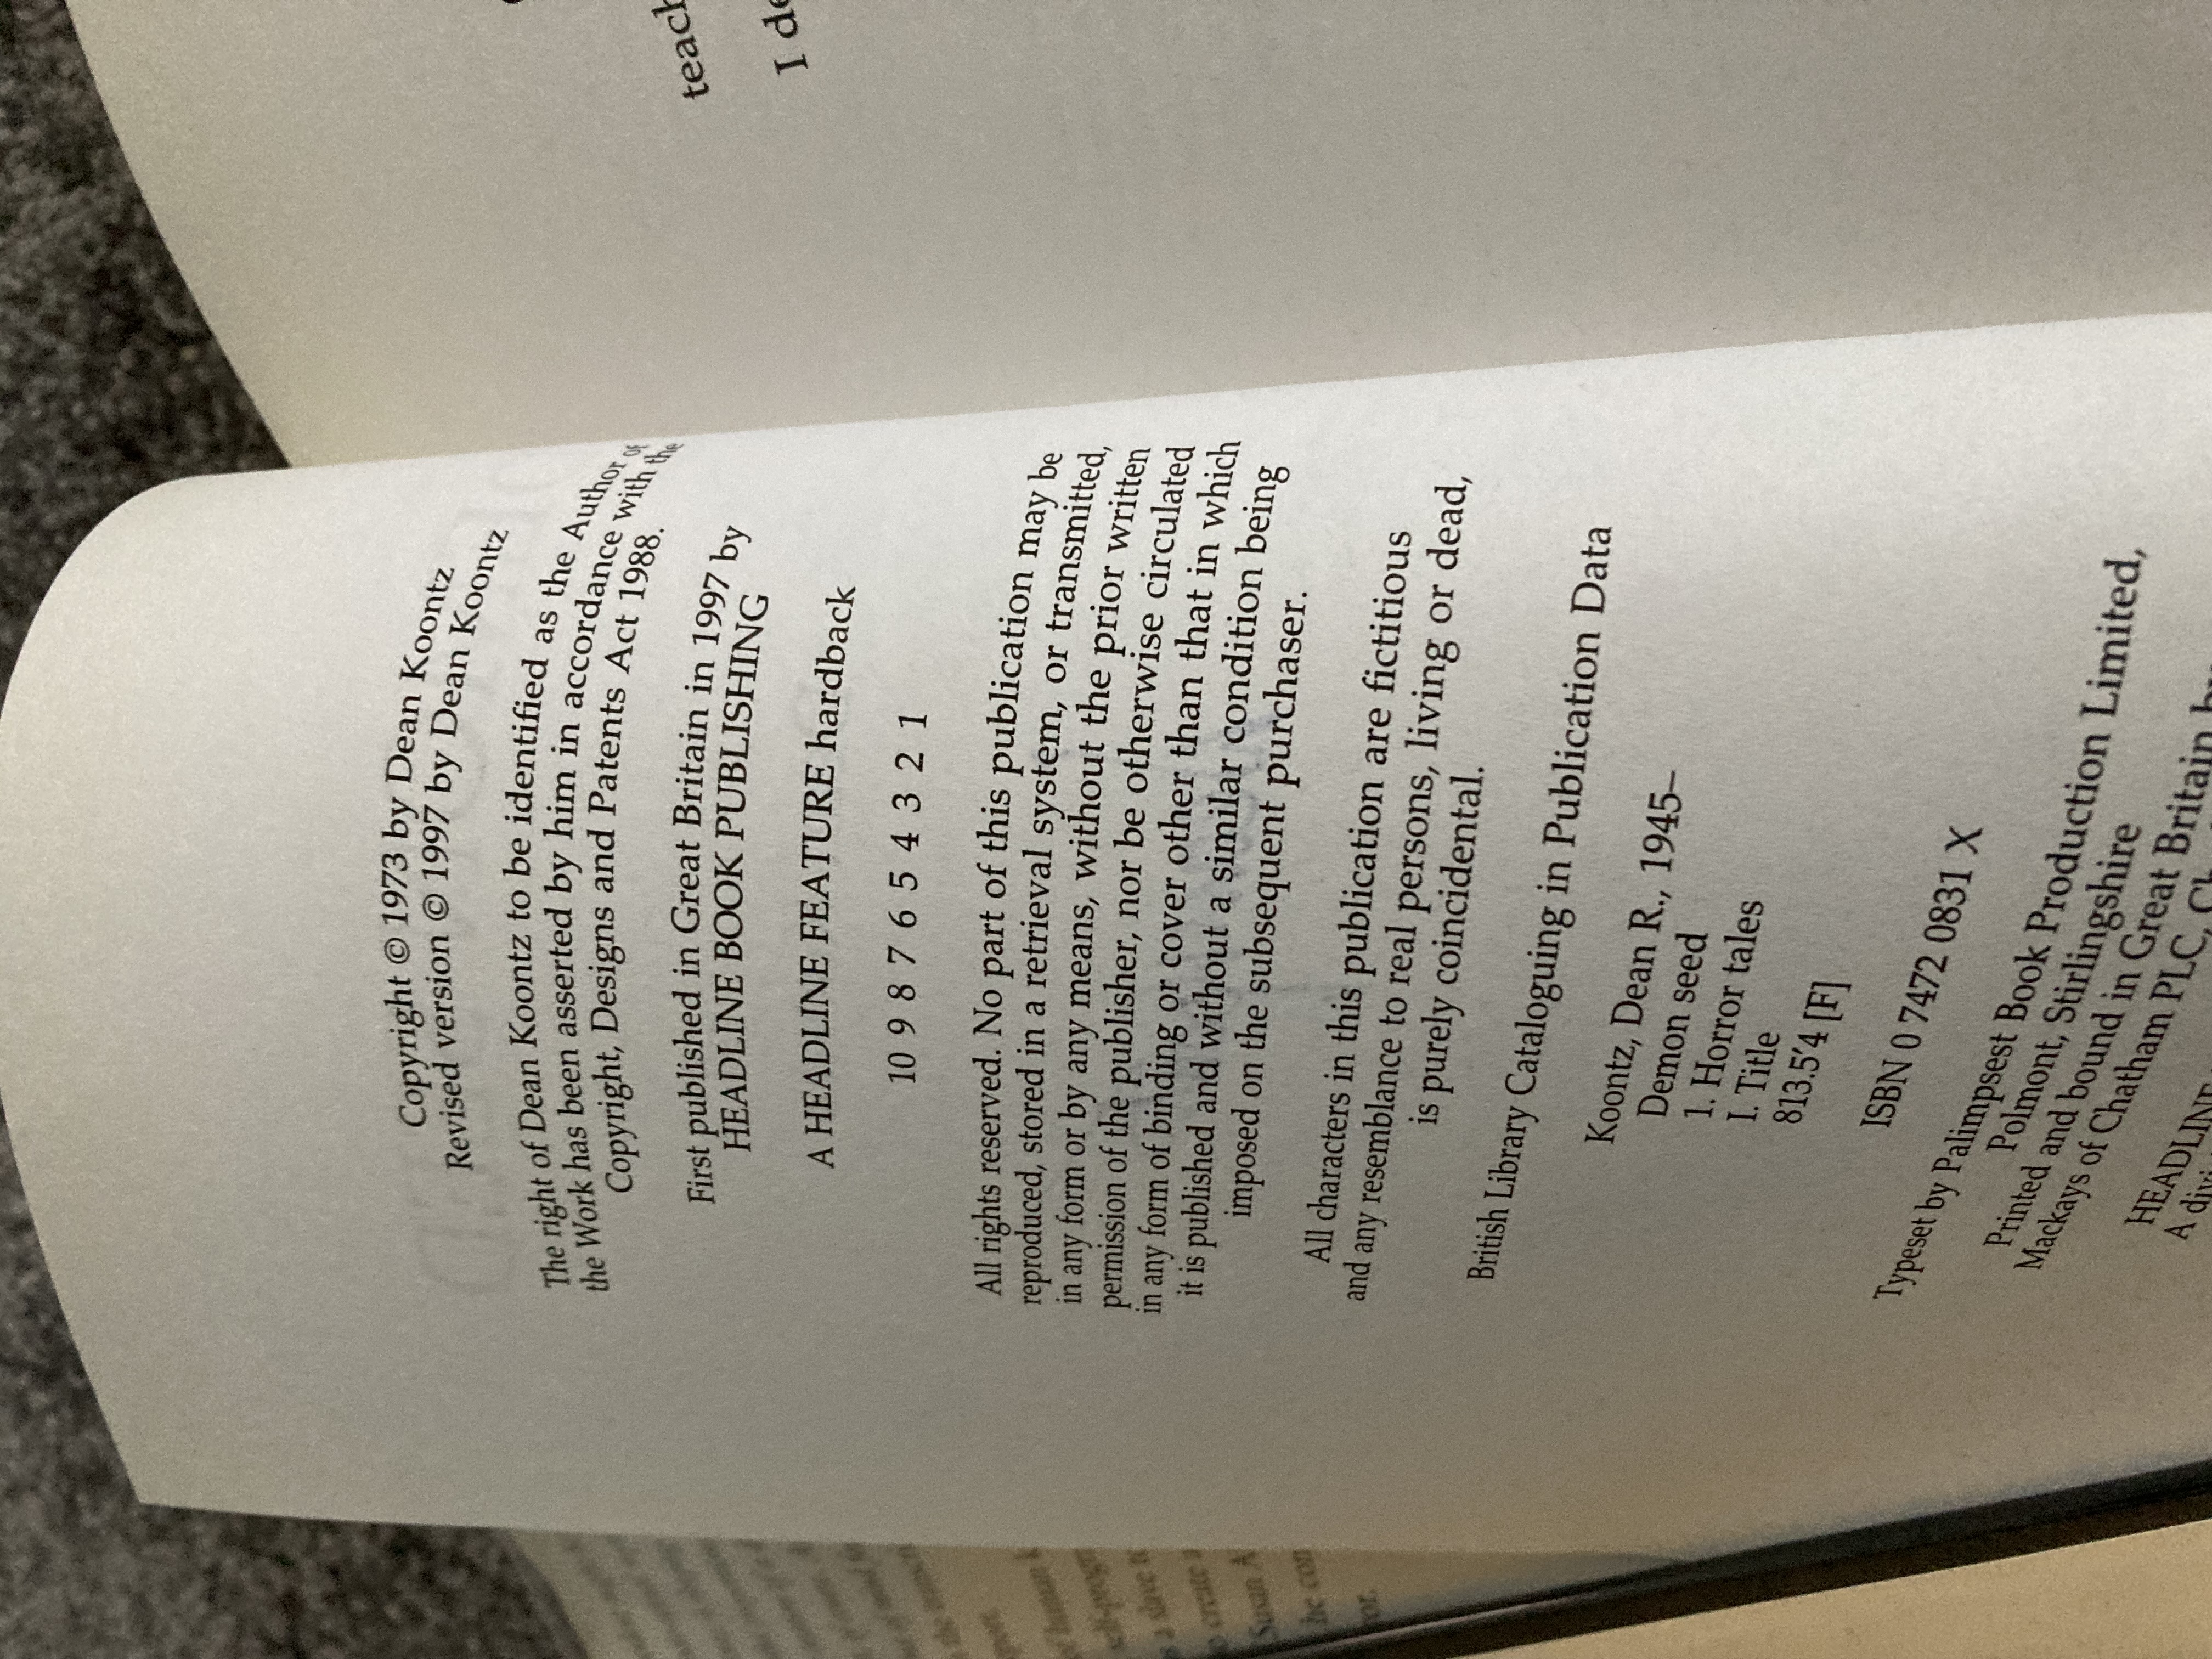 Copyright © 1973 by Dean Koontz
Revised version © 1997 by Dean Koontz
The right of Dean Koontz to be identified as the Author of
the Work has been asserted by him in accordance with the
Copyright, Designs and Patents Act 1988.
First published in Great Britain in 1997 by
HEADLINE BOOK PUBLISHING
A HEADLINE FEATURE hardback
10 9 8 7 6 5 4 3 2 1
All rights reserved. No part of this publication may be
reproduced, stored in a retrieval system, or transmitted,
in any form or by any means, without the prior written
permission of the publisher, nor be otherwise circulated
in any form of binding or cover other than that in which
it is published and without a similar condition being
imposed on the subsequent purchaser.
All characters in this publication are fictitious
and any resemblance to real persons, living or dead,
is purely coincidental.
British Library Cataloguing in Publication Data
Koontz, Dean R., 1945–
Demon seed
1. Horror tales
I. Title
813.5'4 [F]
ISBN 0 7472 0831 X
Typeset by Palimpsest Book Production Limited,
Polmont, Stirlingshire
Printed and bound in Great Britain by
Mackays of Chatham PLC,
HEADLINE
A
teach
I de